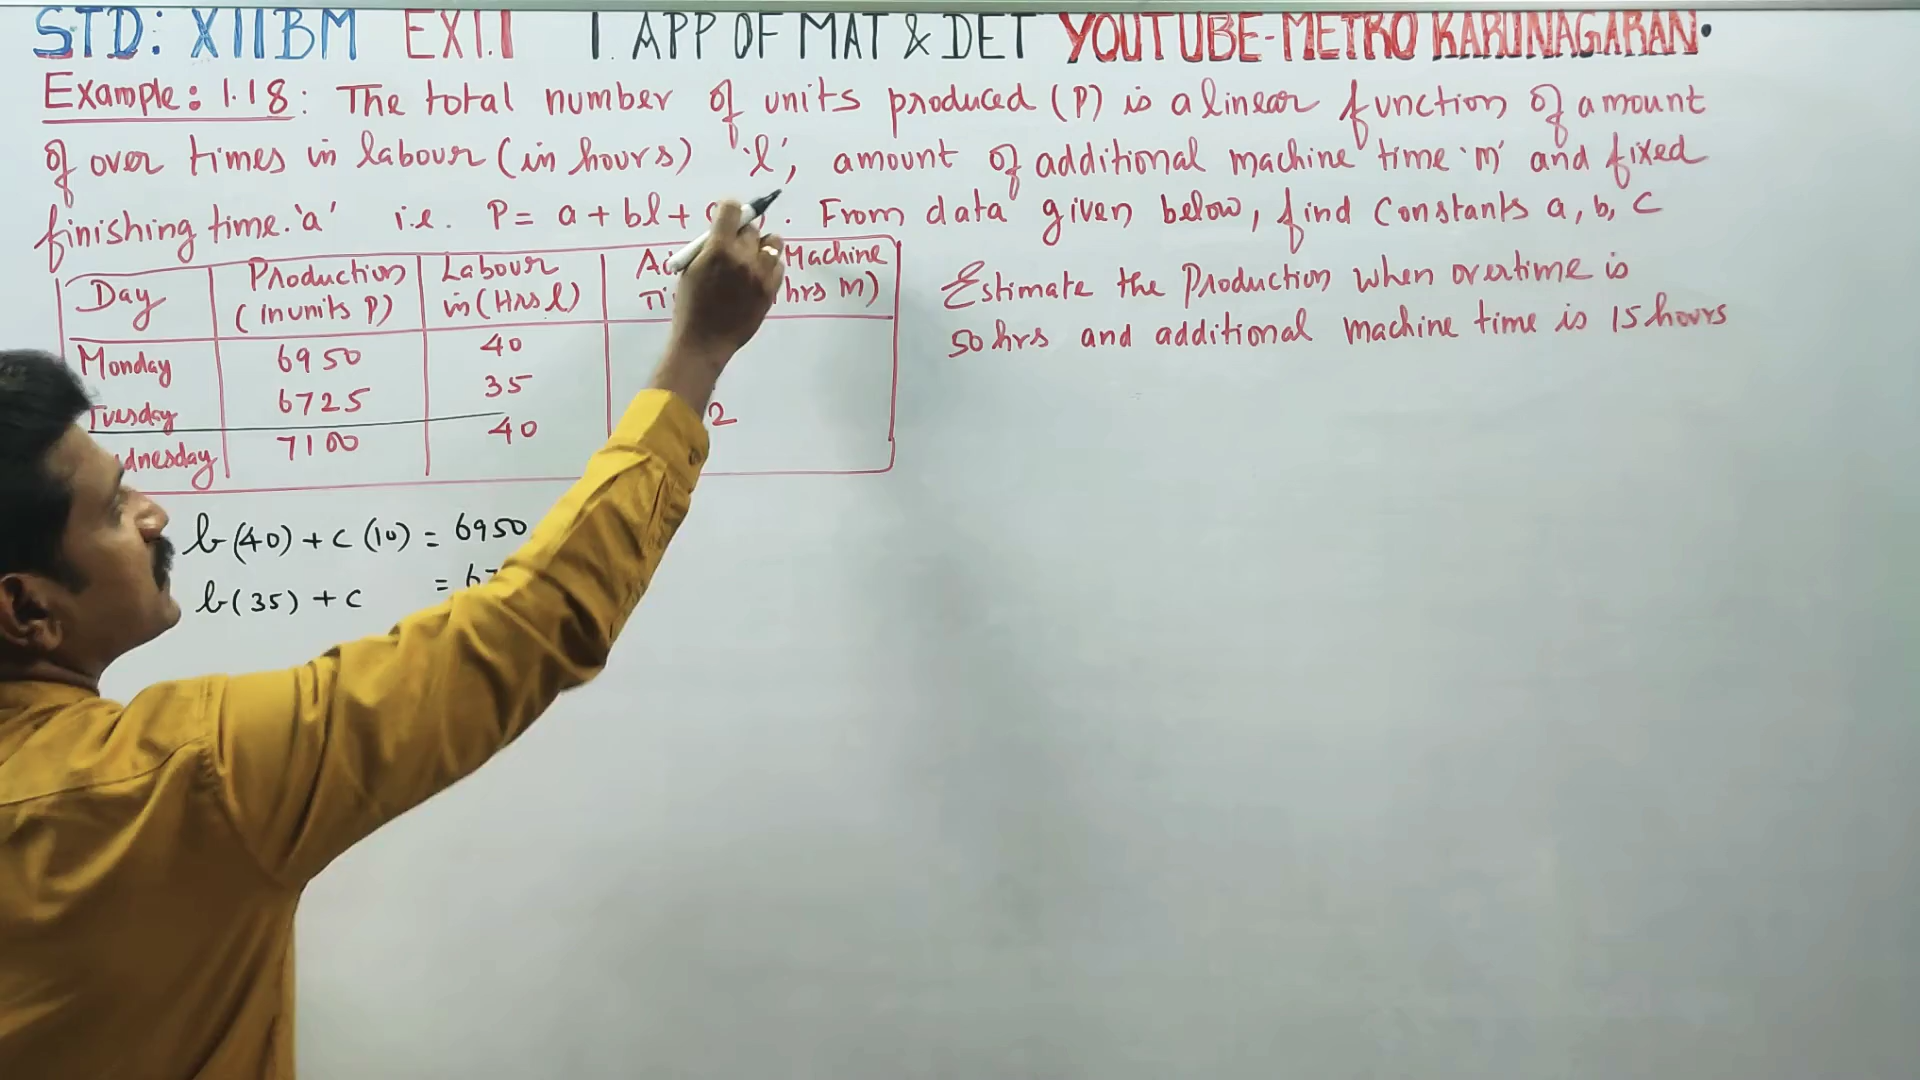 STD: XII BM EX 1.1 1. APP OF MAT & DET YOUTUBE-METRO KARUNAGARAN.
Example: 1.18: The total number of units produced (P) is a linear function of amount
of over times in labour (in hours) 'l', amount of additional machine time 'm' and fixed
finishing time. 'a' i.e. P = a + bl + . From data given below, find constants a, b, c
Day Production Labour Machine
(in units P) in (Hrs l) hrs m)
Monday 6950 40
Tuesday 6725 35
7100 40 2
Estimate the Production when overtime is
50 hrs and additional machine time is 15 hours
b(40) + c(10) = 6950
b(35) + c =